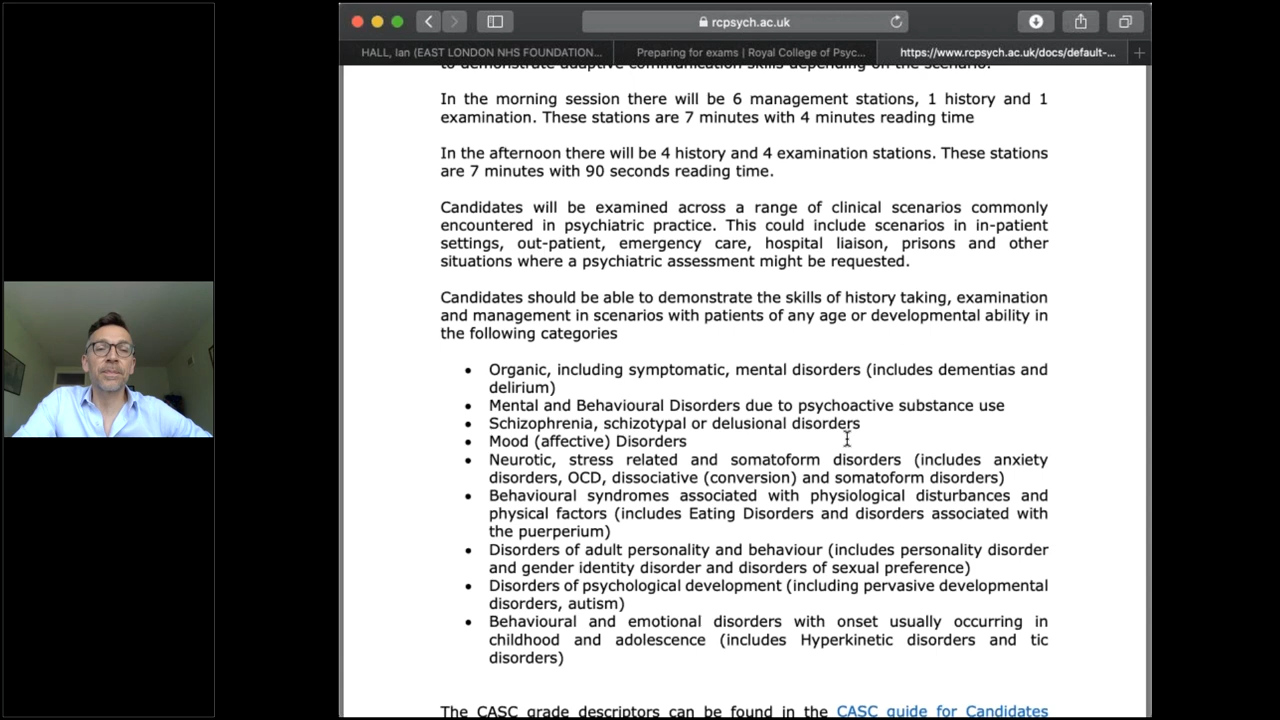 rcpsych.ac.uk
HALL, Ian (EAST LONDON NHS FOUNDATION...
Preparing for exams | Royal College of Psyc...
https://www.rcpsych.ac.uk/docs/default-...
to demonstrate adaptive communication skills depending on the scenario.
In the morning session there will be 6 management stations, 1 history and 1
examination. These stations are 7 minutes with 4 minutes reading time
In the afternoon there will be 4 history and 4 examination stations. These stations
are 7 minutes with 90 seconds reading time.
Candidates will be examined across a range of clinical scenarios commonly
encountered in psychiatric practice. This could include scenarios in in-patient
settings, out-patient, emergency care, hospital liaison, prisons and other
situations where a psychiatric assessment might be requested.
Candidates should be able to demonstrate the skills of history taking, examination
and management in scenarios with patients of any age or developmental ability in
the following categories
• Organic, including symptomatic, mental disorders (includes dementias and
delirium)
• Mental and Behavioural Disorders due to psychoactive substance use
• Schizophrenia, schizotypal or delusional disorders
• Mood (affective) Disorders
• Neurotic, stress related and somatoform disorders (includes anxiety
disorders, OCD, dissociative (conversion) and somatoform disorders)
• Behavioural syndromes associated with physiological disturbances and
physical factors (includes Eating Disorders and disorders associated with
the puerperium)
• Disorders of adult personality and behaviour (includes personality disorder
and gender identity disorder and disorders of sexual preference)
• Disorders of psychological development (including pervasive developmental
disorders, autism)
• Behavioural and emotional disorders with onset usually occurring in
childhood and adolescence (includes Hyperkinetic disorders and tic
disorders)
The CASC grade descriptors can be found in the CASC guide for Candidates